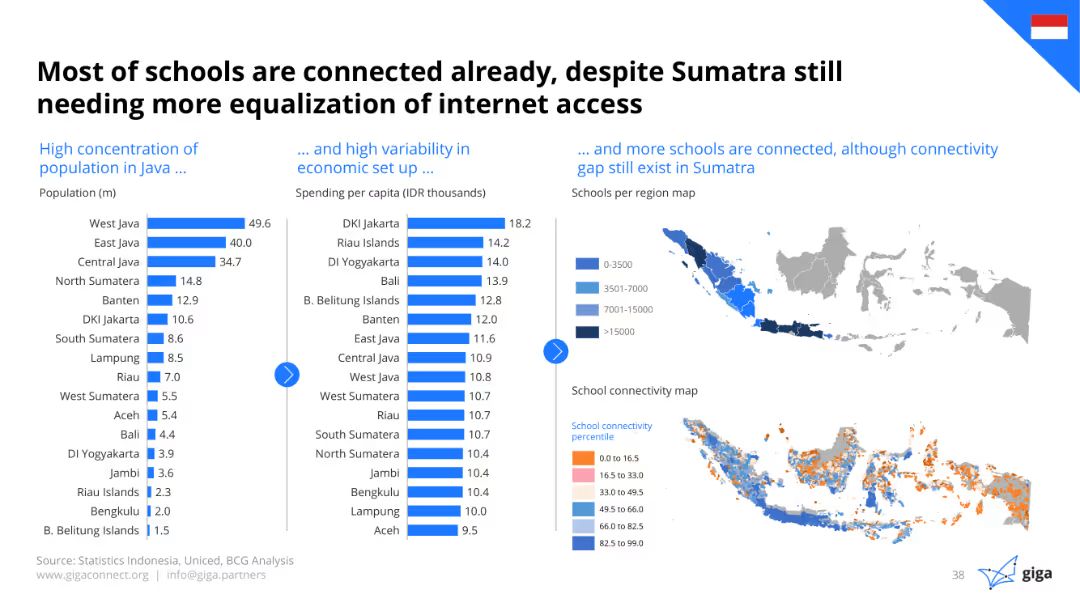 Most of schools are connected already, despite Sumatra still
needing more equalization of internet access
High concentration of
population in Java ...
Population (m)
West Java 49.6
East Java 40.0
Central Java 34.7
North Sumatera 14.8
Banten 12.9
DKI Jakarta 10.6
South Sumatera 8.6
Lampung 8.5
Riau 7.0
West Sumatera 5.5
Aceh 5.4
Bali 4.4
DI Yogyakarta 3.9
Jambi 3.6
Riau Islands 2.3
Bengkulu 2.0
B. Belitung Islands 1.5
... and high variability in
economic set up ...
Spending per capita (IDR thousands)
DKI Jakarta 18.2
Riau Islands 14.2
DI Yogyakarta 14.0
Bali 13.9
B. Belitung Islands 12.8
Banten 12.0
East Java 11.6
Central Java 10.9
West Java 10.8
West Sumatera 10.7
Riau 10.7
South Sumatera 10.7
North Sumatera 10.4
Jambi 10.4
Bengkulu 10.4
Lampung 10.0
Aceh 9.5
... and more schools are connected, although connectivity
gap still exist in Sumatra
Schools per region map
0-3500
3501-7000
7001-15000
>15000
School connectivity map
School connectivity
percentile
0.0 to 16.5
16.5 to 33.0
33.0 to 49.5
49.5 to 66.0
66.0 to 82.5
82.5 to 99.0
Source: Statistics Indonesia, Uniced, BCG Analysis
www.gigaconnect.org | info@giga.partners
38
giga